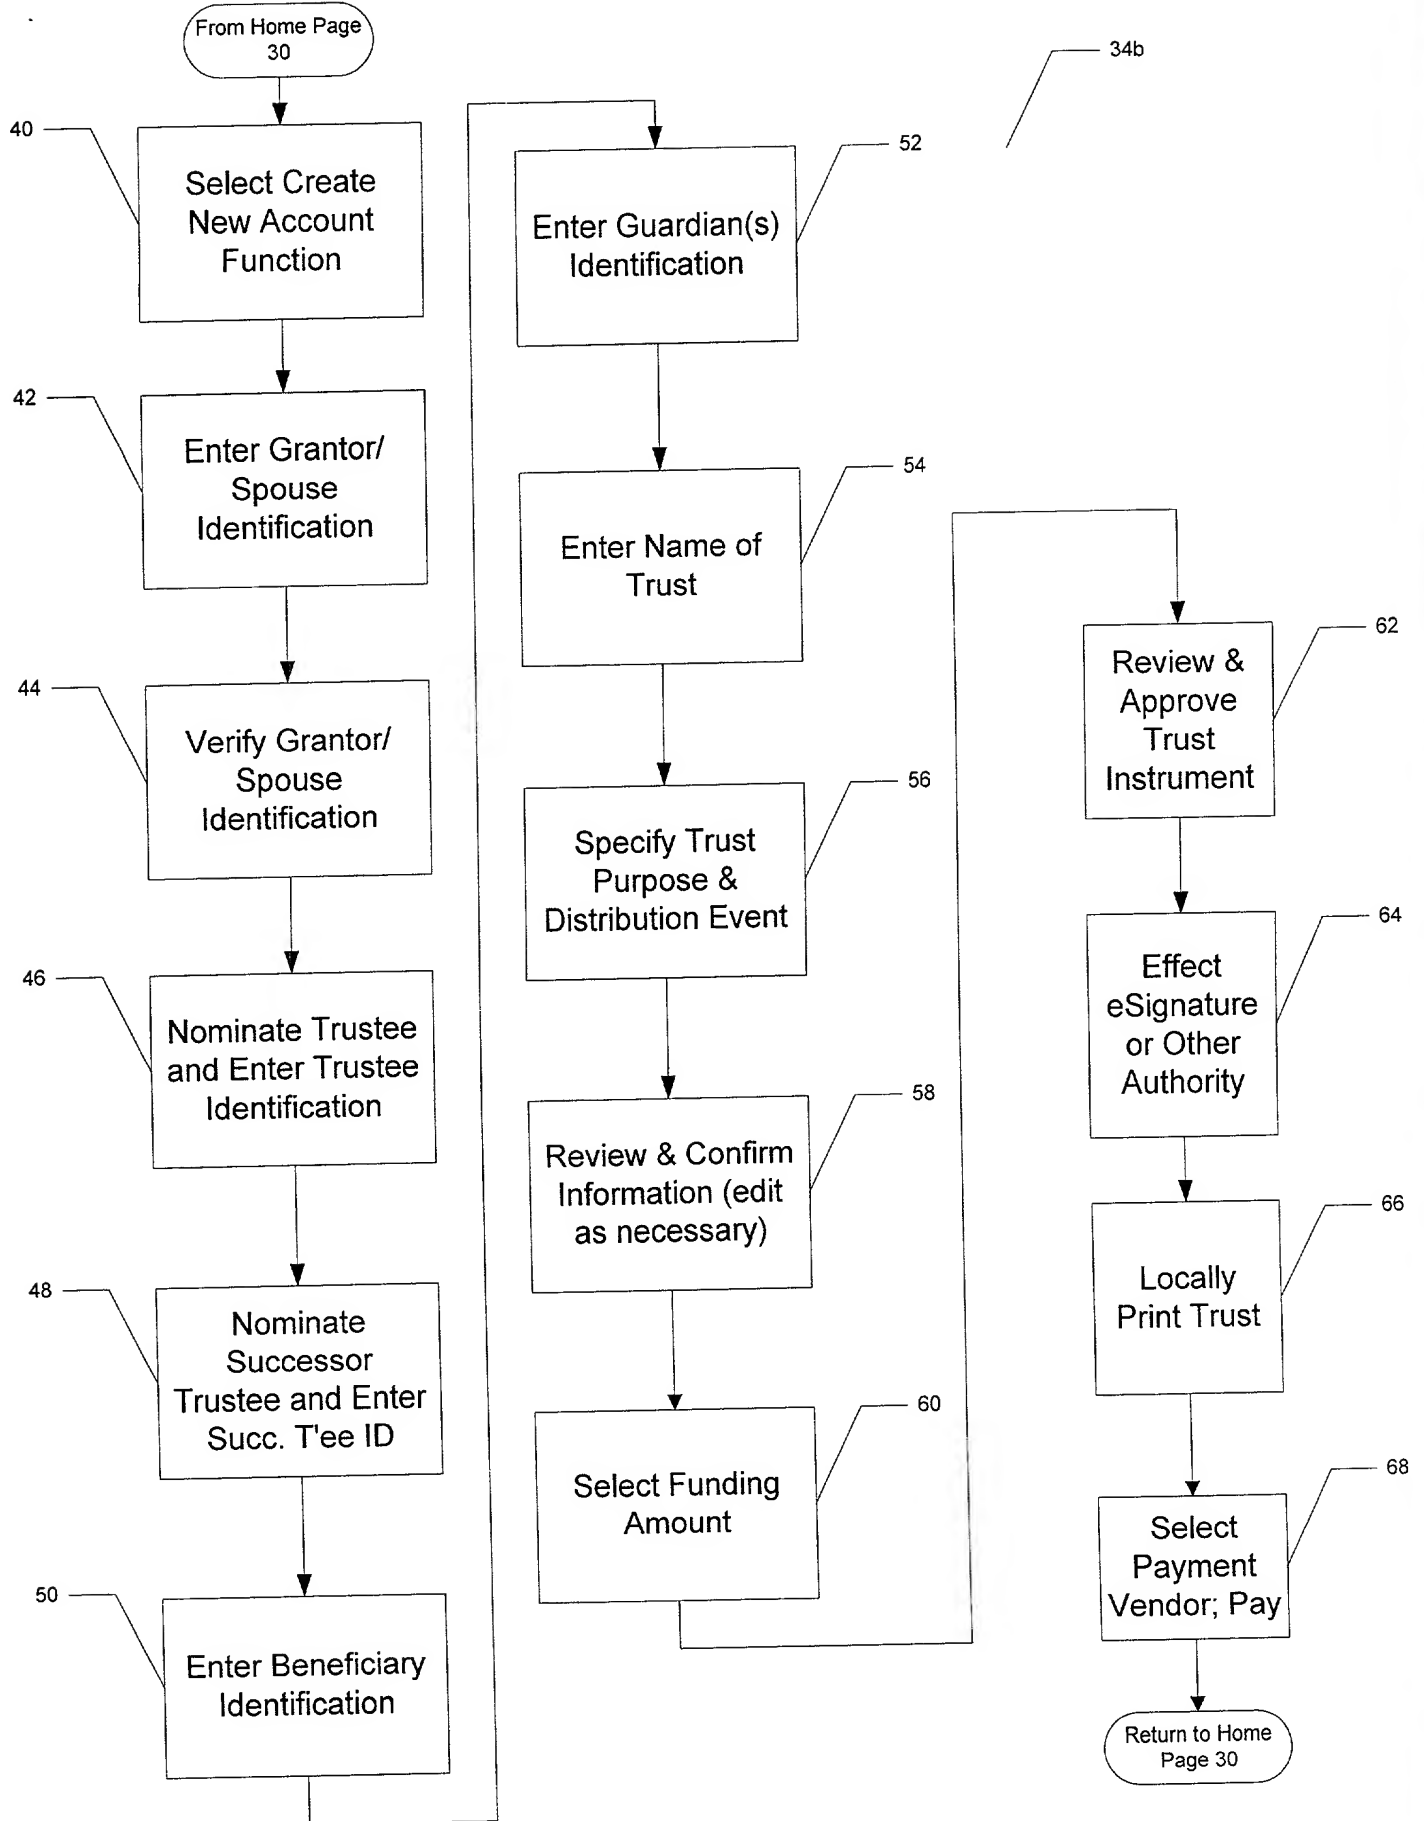 From Home Page
30
40
Select Create
New Account
Function
42
Enter Grantor/
Spouse
Identification
44
Verify Grantor/
Spouse
Identification
46
Nominate Trustee
and Enter Trustee
Identification
48
Nominate
Successor
Trustee and Enter
Succ. T'ee ID
50
Enter Beneficiary
Identification
52
Enter Guardian(s)
Identification
54
Enter Name of
Trust
56
Specify Trust
Purpose &
Distribution Event
58
Review & Confirm
Information (edit
as necessary)
60
Select Funding
Amount
34b
62
Review &
Approve
Trust
Instrument
64
Effect
eSignature
or Other
Authority
66
Locally
Print Trust
68
Select
Payment
Vendor; Pay
Return to Home
Page 30